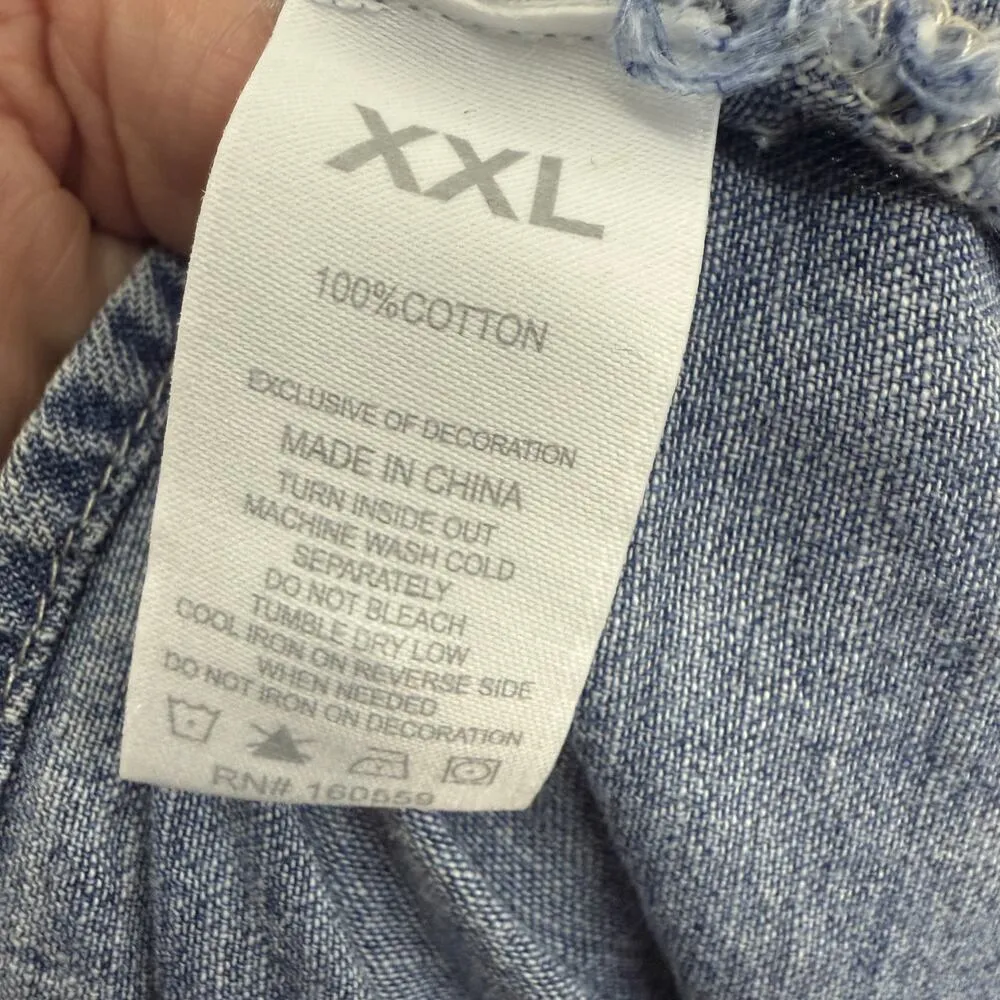 XXL
100%COTTON
EXCLUSIVE OF DECORATION
MADE IN CHINA
TURN INSIDE OUT
MACHINE WASH COLD
SEPARATELY
DO NOT BLEACH
TUMBLE DRY LOW
COOL IRON ON REVERSE SIDE
WHEN NEEDED
DO NOT IRON ON DECORATION
RN# 160559